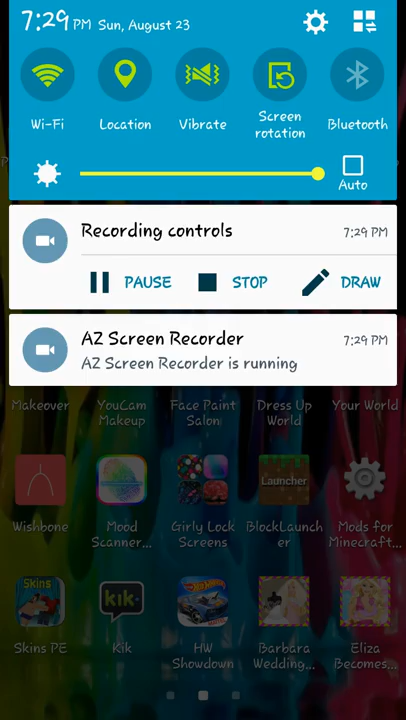 7:29 PM Sun, August 23
Wi-Fi
Location
Vibrate
Screen
rotation
Bluetooth
Auto
Recording controls
7:29 PM
PAUSE
STOP
DRAW
AZ Screen Recorder
7:29 PM
AZ Screen Recorder is running
Makeover
YouCam
Makeup
Face Paint
Salon
Dress Up
World
Your World
Wishbone
Mood
Scanner...
Girly Lock
Screens
Launcher
BlockLaunch
er
Mods for
Minecraft...
Skins
Skins PE
kik
Kik
Hot Wheels
HW
Showdown
Barbara
Wedding...
Eliza
Becomes...